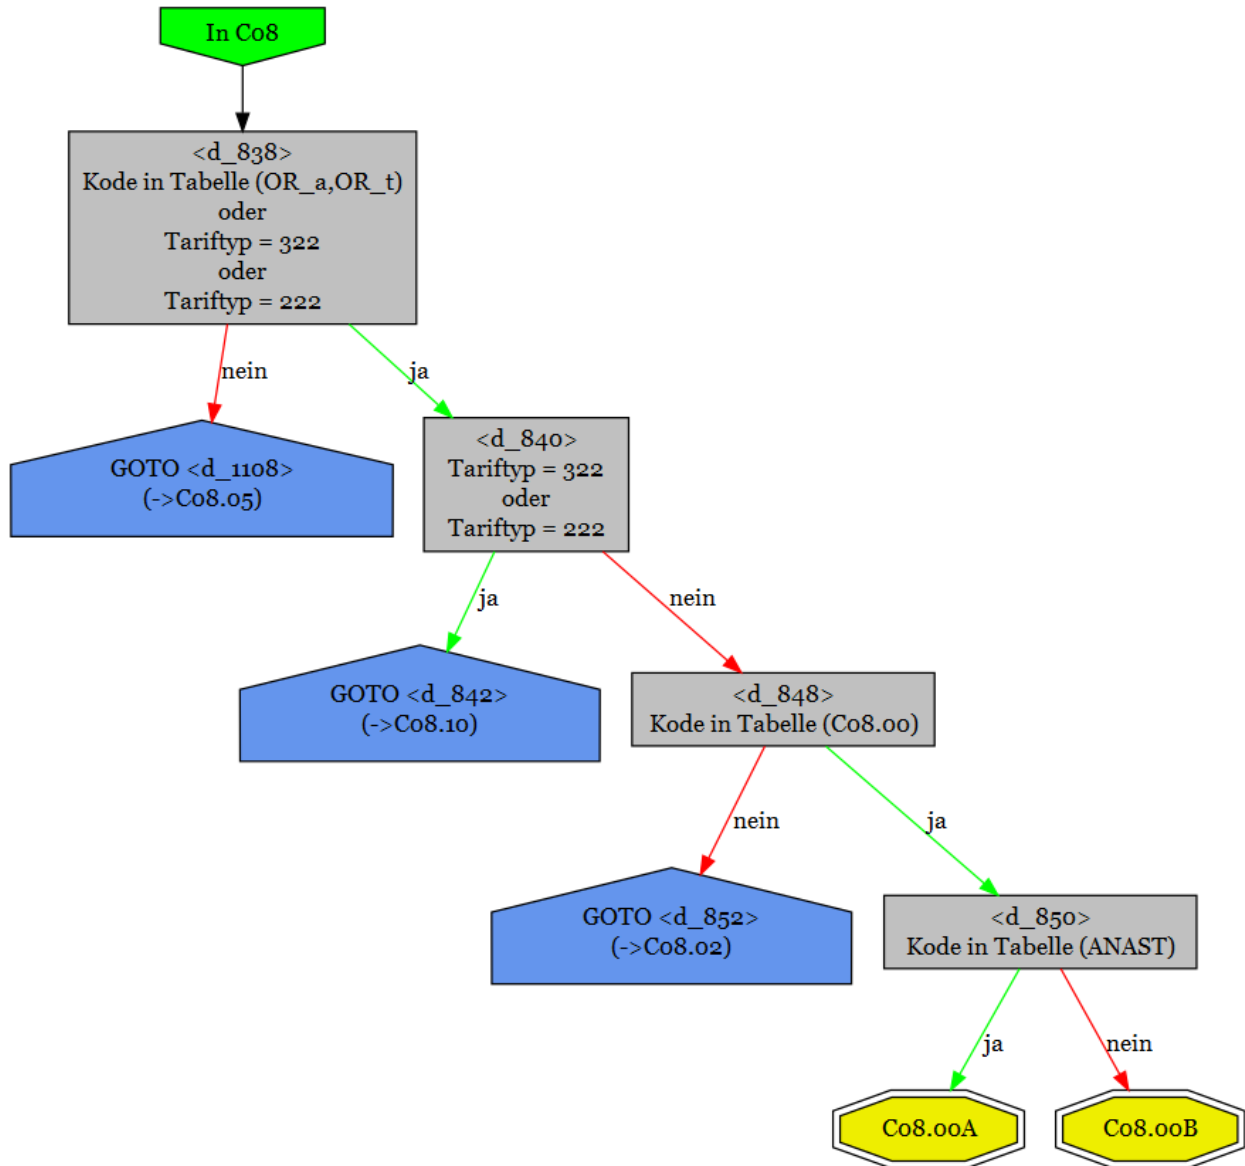 In C08
<d_838>
Kode in Tabelle (OR_a,OR_t)
oder
Tariftyp = 322
oder
Tariftyp = 222
nein
ja
GOTO <d_1108>
(->C08.05)
<d_840>
Tariftyp = 322
oder
Tariftyp = 222
ja
nein
GOTO <d_842>
(->C08.10)
<d_848>
Kode in Tabelle (C08.00)
nein
ja
GOTO <d_852>
(->C08.02)
<d_850>
Kode in Tabelle (ANAST)
ja
nein
C08.00A
C08.00B